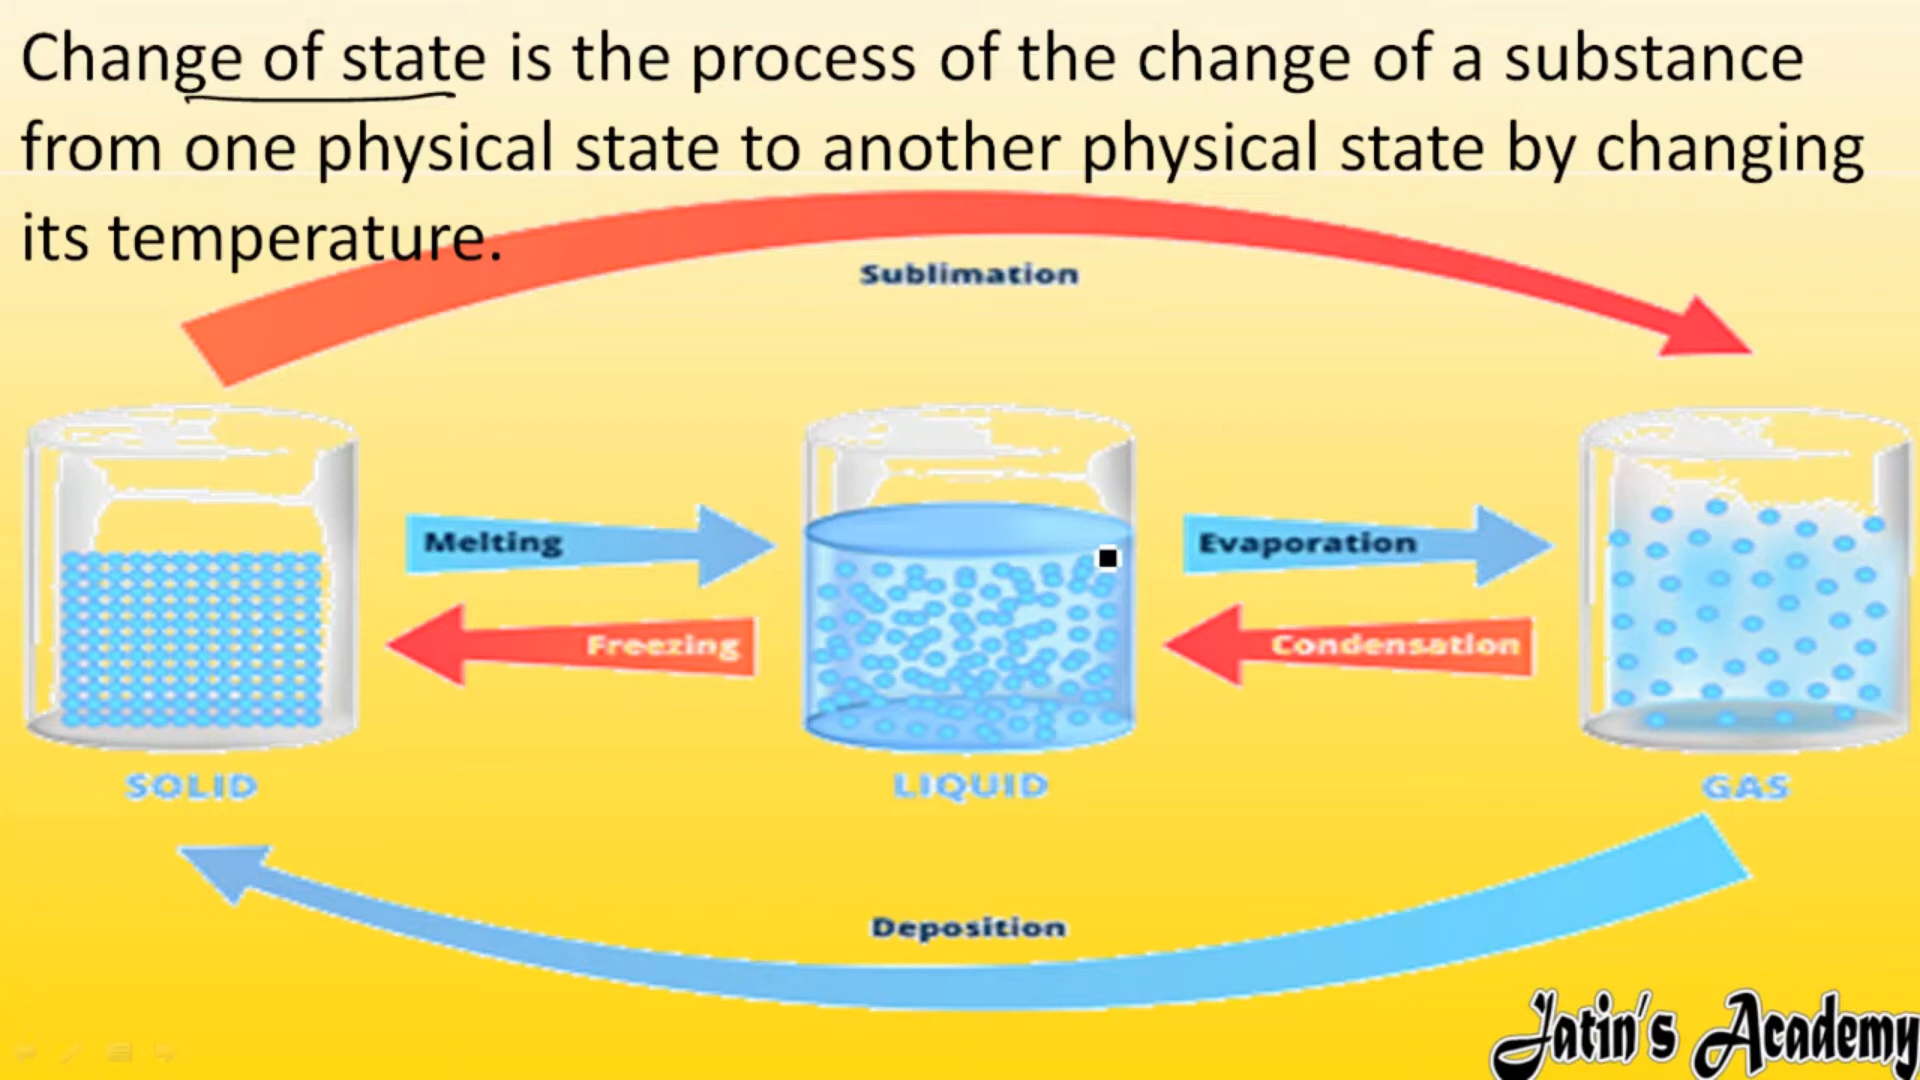 Change of state is the process of the change of a substance
from one physical state to another physical state by changing
its temperature.
Sublimation
Melting
Evaporation
Freezing
Condensation
SOLID
LIQUID
GAS
Deposition
Jatin's Academy